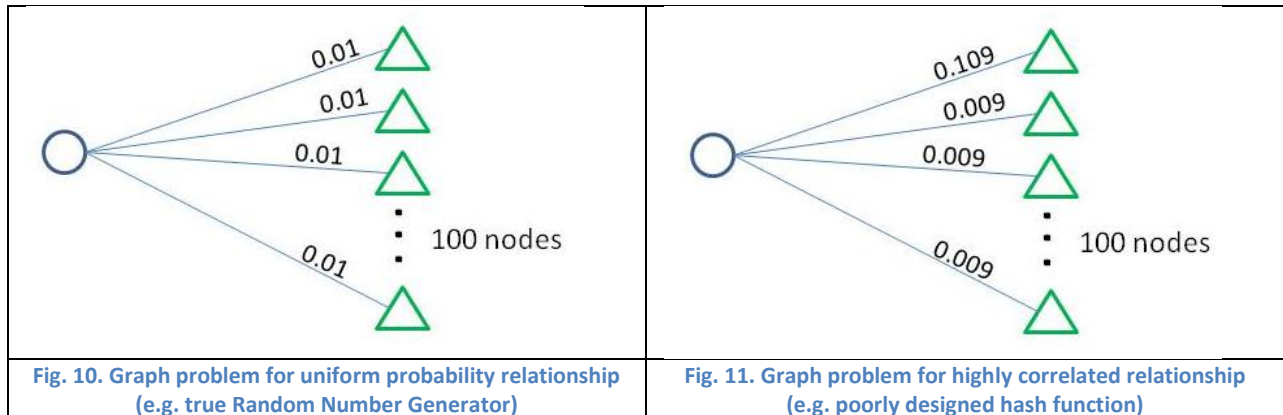 0.01
0.01
0.01
0.01
100 nodes
Fig. 10. Graph problem for uniform probability relationship
(e.g. true Random Number Generator)
0.109
0.009
0.009
0.009
100 nodes
Fig. 11. Graph problem for highly correlated relationship
(e.g. poorly designed hash function)